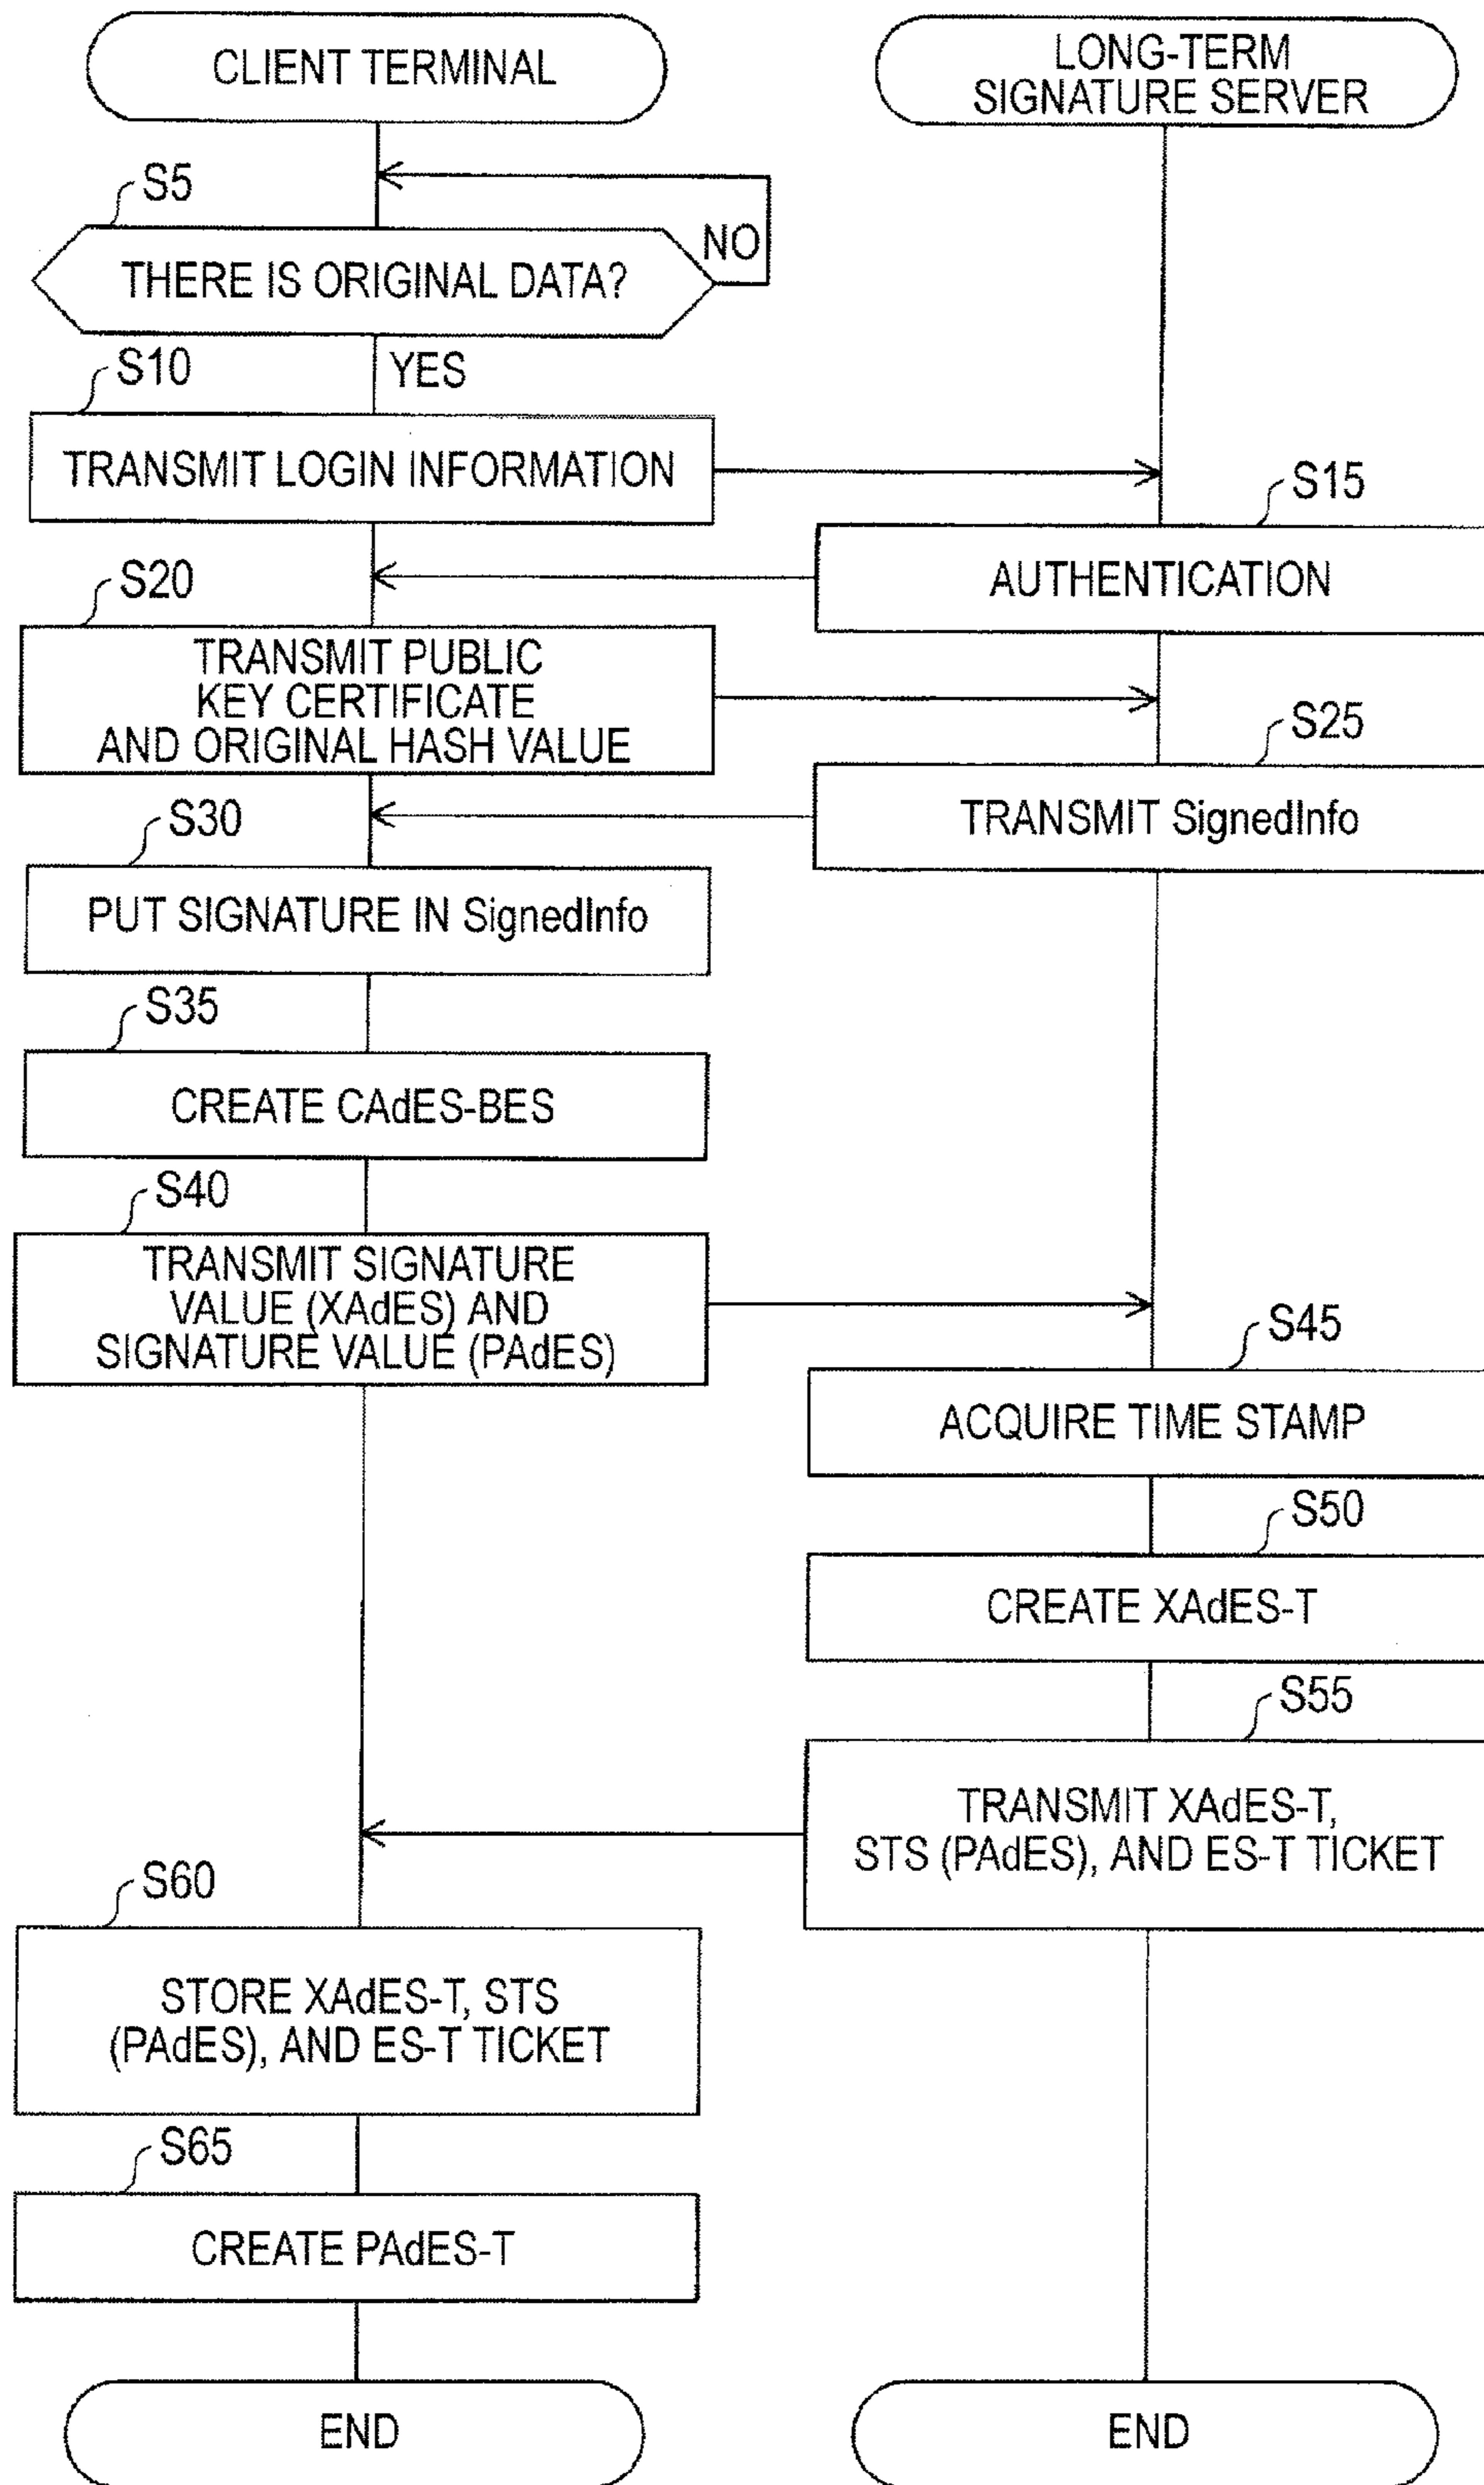 CLIENT TERMINAL
LONG-TERM
SIGNATURE SERVER
S5
NO
THERE IS ORIGINAL DATA?
S10
YES
TRANSMIT LOGIN INFORMATION
S15
AUTHENTICATION
S20
TRANSMIT PUBLIC
KEY CERTIFICATE
AND ORIGINAL HASH VALUE
S25
TRANSMIT SignedInfo
S30
PUT SIGNATURE IN SignedInfo
S35
CREATE CAdES-BES
S40
TRANSMIT SIGNATURE
VALUE (XAdES) AND
SIGNATURE VALUE (PAdES)
S45
ACQUIRE TIME STAMP
S50
CREATE XAdES-T
S55
TRANSMIT XAdES-T,
STS (PAdES), AND ES-T TICKET
S60
STORE XAdES-T, STS
(PAdES), AND ES-T TICKET
S65
CREATE PAdES-T
END
END